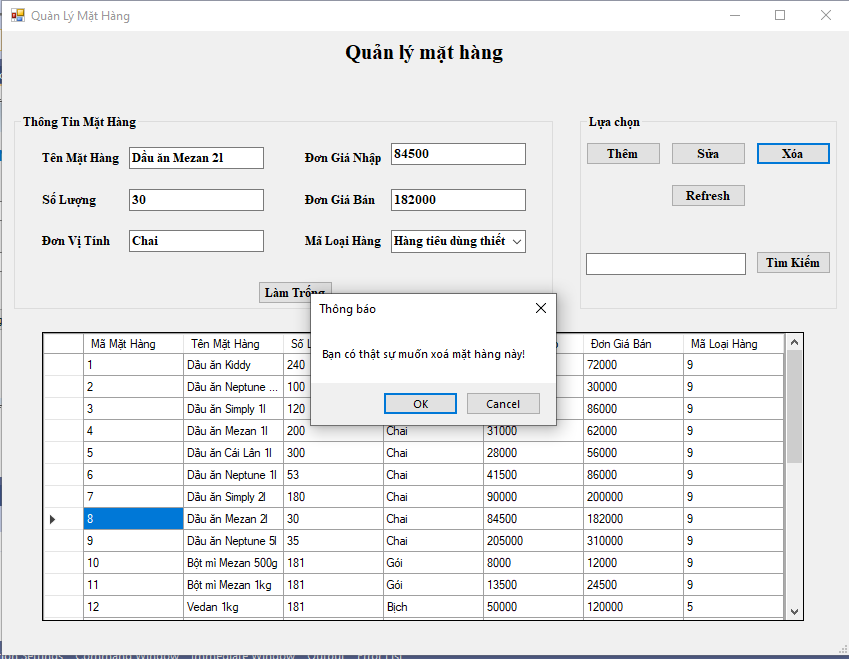 Quản Lý Mặt Hàng
Quản lý mặt hàng
Thông Tin Mặt Hàng
Tên Mặt Hàng Dầu ăn Mezan 2l Đơn Giá Nhập 84500
Số Lượng 30 Đơn Giá Bán 182000
Đơn Vị Tính Chai Mã Loại Hàng Hàng tiêu dùng thiết
Làm Trống
Lựa chọn
Thêm Sửa Xóa
Refresh
Tìm Kiếm
Thông báo
Bạn có thật sự muốn xoá mặt hàng này!
OK Cancel
Mã Mặt Hàng Tên Mặt Hàng Số L Đơn Giá Bán Mã Loại Hàng
1 Dầu ăn Kiddy 240 72000 9
2 Dầu ăn Neptune ... 100 30000 9
3 Dầu ăn Simply 1l 120 86000 9
4 Dầu ăn Mezan 1l 200 Chai 31000 62000 9
5 Dầu ăn Cái Lân 1l 300 Chai 28000 56000 9
6 Dầu ăn Neptune 1l 53 Chai 41500 86000 9
7 Dầu ăn Simply 2l 180 Chai 90000 200000 9
8 Dầu ăn Mezan 2l 30 Chai 84500 182000 9
9 Dầu ăn Neptune 5l 35 Chai 205000 310000 9
10 Bột mì Mezan 500g 181 Gói 8000 12000 9
11 Bột mì Mezan 1kg 181 Gói 13500 24500 9
12 Vedan 1kg 181 Bịch 50000 120000 5